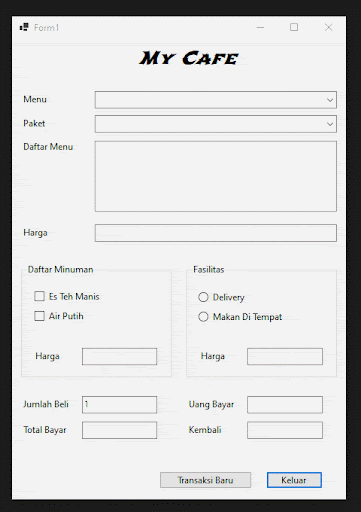 Form1
My Cafe
Menu
Paket
Daftar Menu
Harga
Daftar Minuman
Fasilitas
Es Teh Manis
Delivery
Air Putih
Makan Di Tempat
Harga
Harga
Jumlah Beli 1
Uang Bayar
Total Bayar
Kembali
Transaksi Baru
Keluar